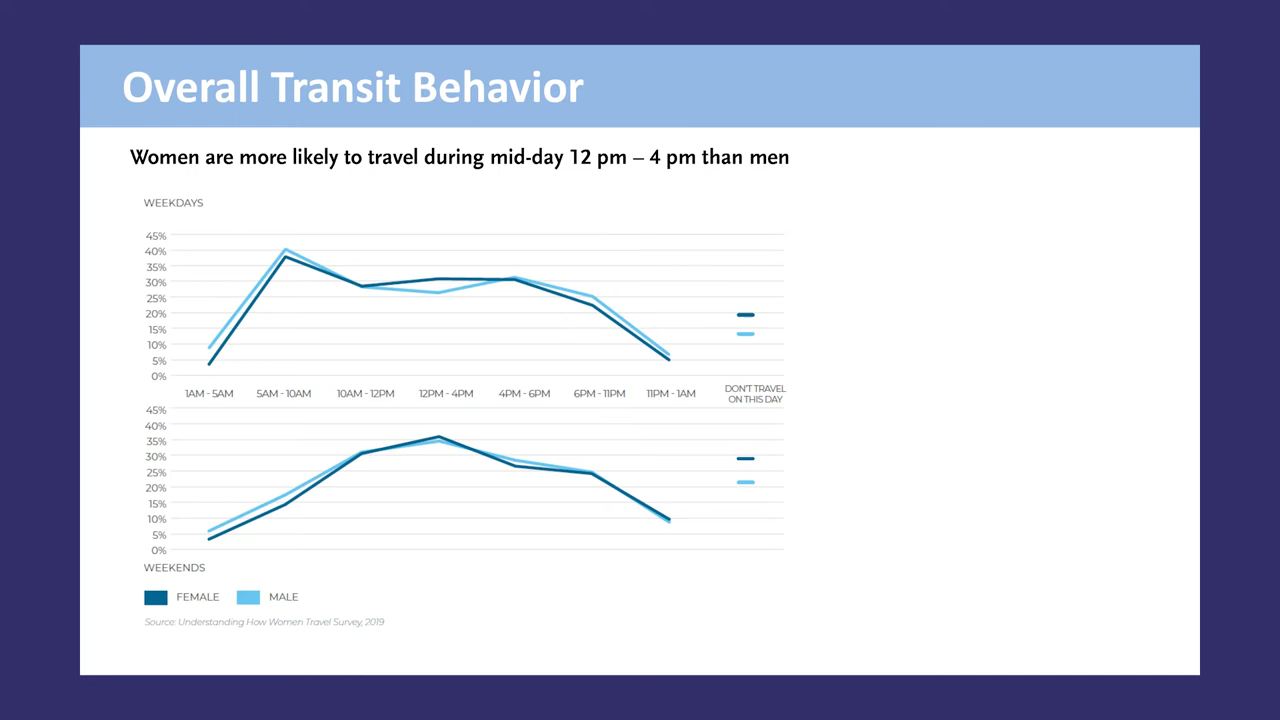 Overall Transit Behavior
Women are more likely to travel during mid-day 12 pm – 4 pm than men
WEEKDAYS
45%
40%
35%
30%
25%
20%
15%
10%
5%
0%
1AM - 5AM 5AM - 10AM 10AM - 12PM 12PM - 4PM 4PM - 6PM 6PM - 11PM 11PM - 1AM DON'T TRAVEL
ON THIS DAY
45%
40%
35%
30%
25%
20%
15%
10%
5%
0%
WEEKENDS
FEMALE MALE
Source: Understanding How Women Travel Survey, 2019